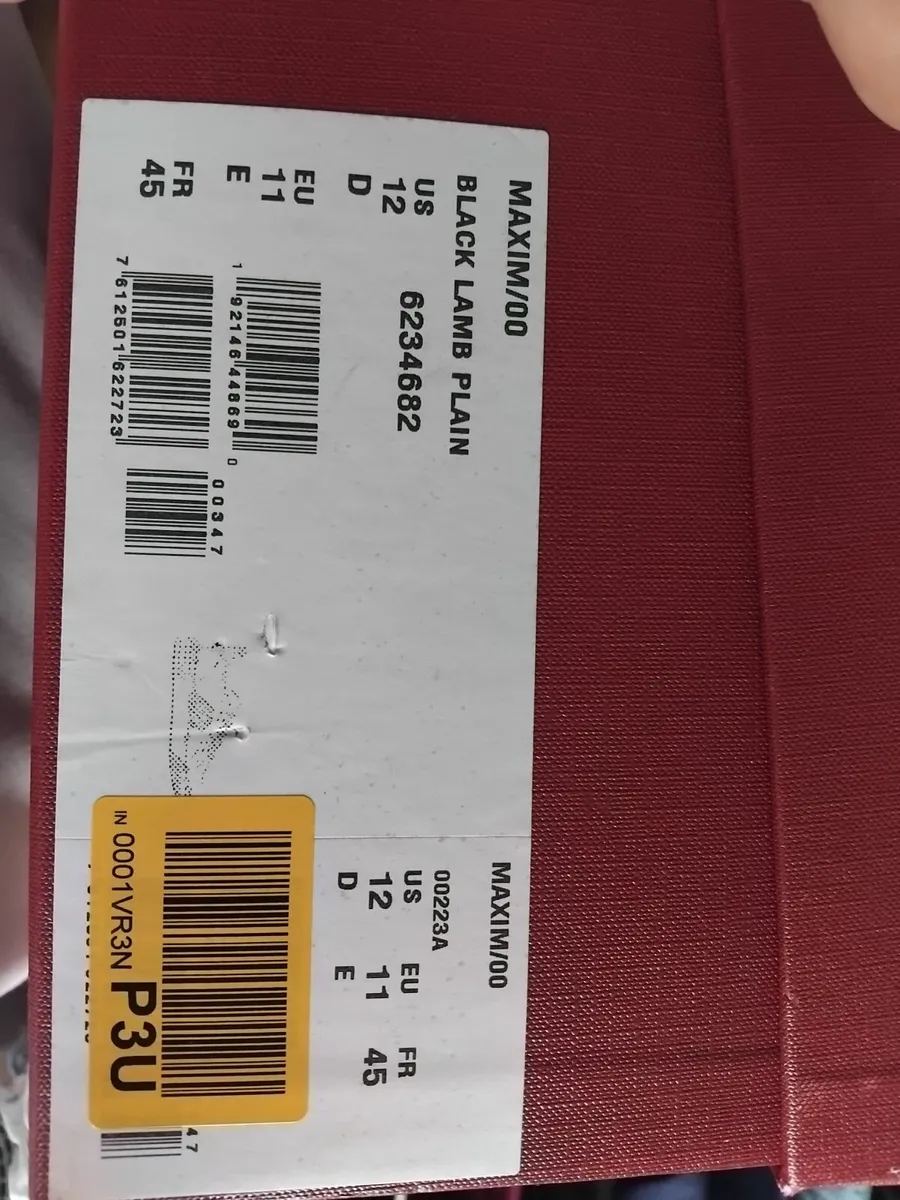 MAXIM/00
BLACK LAMB PLAIN
US EU FR
12 11 45
D E
6234682
1 92146 44869 0
7 612501 622723
00347
MAXIM/00
00223A
US EU FR
12 11 45
D E
IN 0001VR3N P3U
47